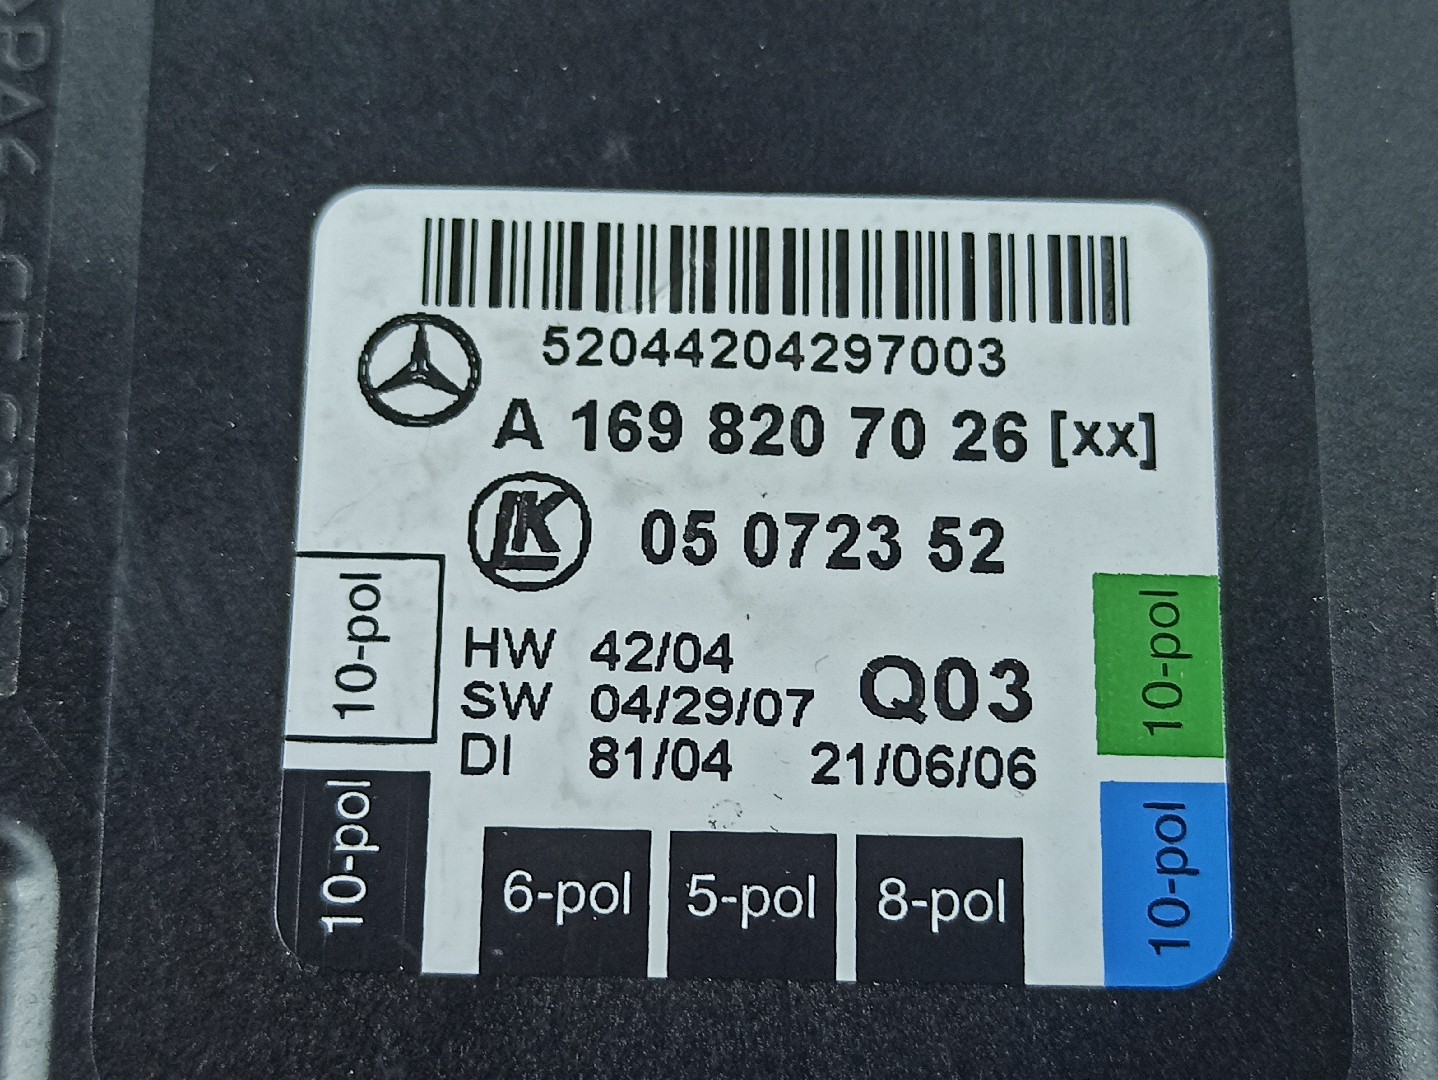 52044204297003
A 169 820 70 26 [xx]
LK 05 0723 52
10-pol
HW 42/04
SW 04/29/07 Q03
DI 81/04 21/06/06
10-pol
10-pol
10-pol
6-pol 5-pol 8-pol